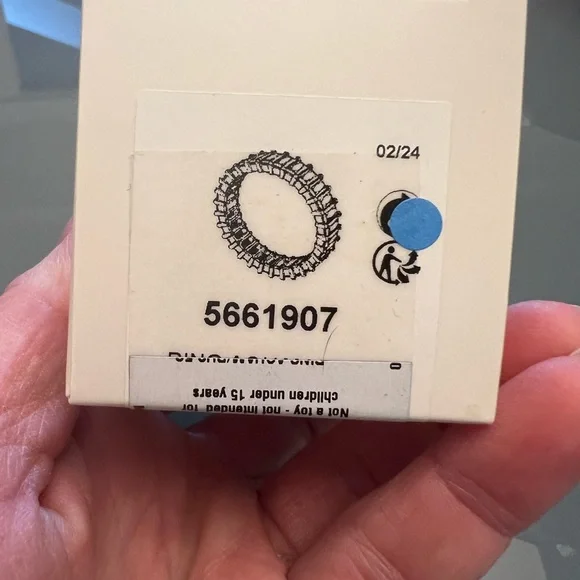 02/24
5661907
Not a toy - not intended for
children under 15 years